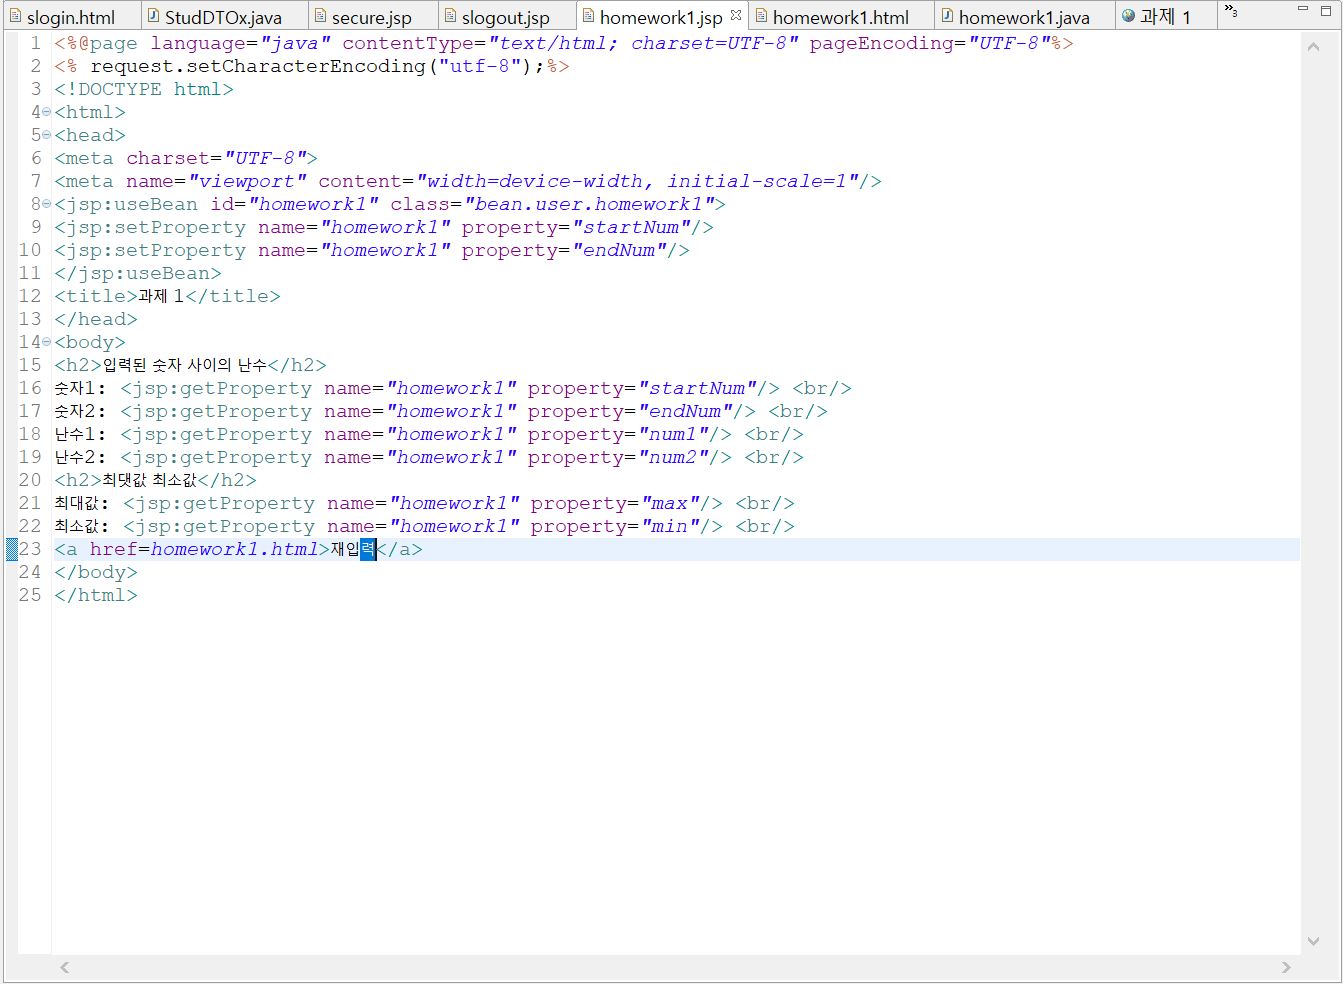 slogin.html StudDTOx.java secure.jsp slogout.jsp homework1.jsp homework1.html homework1.java 과제 1 »3
1 <%@page language="java" contentType="text/html; charset=UTF-8" pageEncoding="UTF-8"%>
2 <% request.setCharacterEncoding("utf-8");%>
3 <!DOCTYPE html>
4 <html>
5 <head>
6 <meta charset="UTF-8">
7 <meta name="viewport" content="width=device-width, initial-scale=1"/>
8 <jsp:useBean id="homework1" class="bean.user.homework1">
9 <jsp:setProperty name="homework1" property="startNum"/>
10 <jsp:setProperty name="homework1" property="endNum"/>
11 </jsp:useBean>
12 <title>과제 1</title>
13 </head>
14 <body>
15 <h2>입력된 숫자 사이의 난수</h2>
16 숫자1: <jsp:getProperty name="homework1" property="startNum"/> <br/>
17 숫자2: <jsp:getProperty name="homework1" property="endNum"/> <br/>
18 난수1: <jsp:getProperty name="homework1" property="num1"/> <br/>
19 난수2: <jsp:getProperty name="homework1" property="num2"/> <br/>
20 <h2>최댓값 최소값</h2>
21 최대값: <jsp:getProperty name="homework1" property="max"/> <br/>
22 최소값: <jsp:getProperty name="homework1" property="min"/> <br/>
23 <a href=homework1.html>재입력</a>
24 </body>
25 </html>